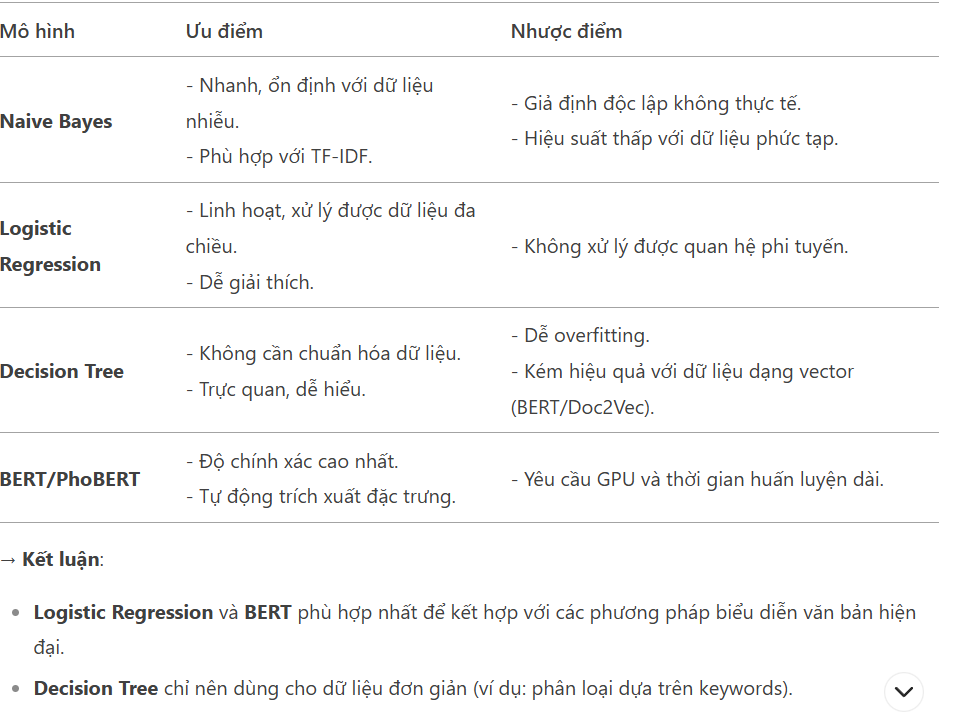 Mô hình Ưu điểm Nhược điểm
Naive Bayes
- Nhanh, ổn định với dữ liệu
nhiễu.
- Phù hợp với TF-IDF.
- Giả định độc lập không thực tế.
- Hiệu suất thấp với dữ liệu phức tạp.
Logistic
Regression
- Linh hoạt, xử lý được dữ liệu đa
chiều.
- Dễ giải thích.
- Không xử lý được quan hệ phi tuyến.
Decision Tree
- Không cần chuẩn hóa dữ liệu.
- Trực quan, dễ hiểu.
- Dễ overfitting.
- Kém hiệu quả với dữ liệu dạng vector
(BERT/Doc2Vec).
BERT/PhoBERT
- Độ chính xác cao nhất.
- Tự động trích xuất đặc trưng.
- Yêu cầu GPU và thời gian huấn luyện dài.
→ Kết luận:
• Logistic Regression và BERT phù hợp nhất để kết hợp với các phương pháp biểu diễn văn bản hiện
đại.
• Decision Tree chỉ nên dùng cho dữ liệu đơn giản (ví dụ: phân loại dựa trên keywords).